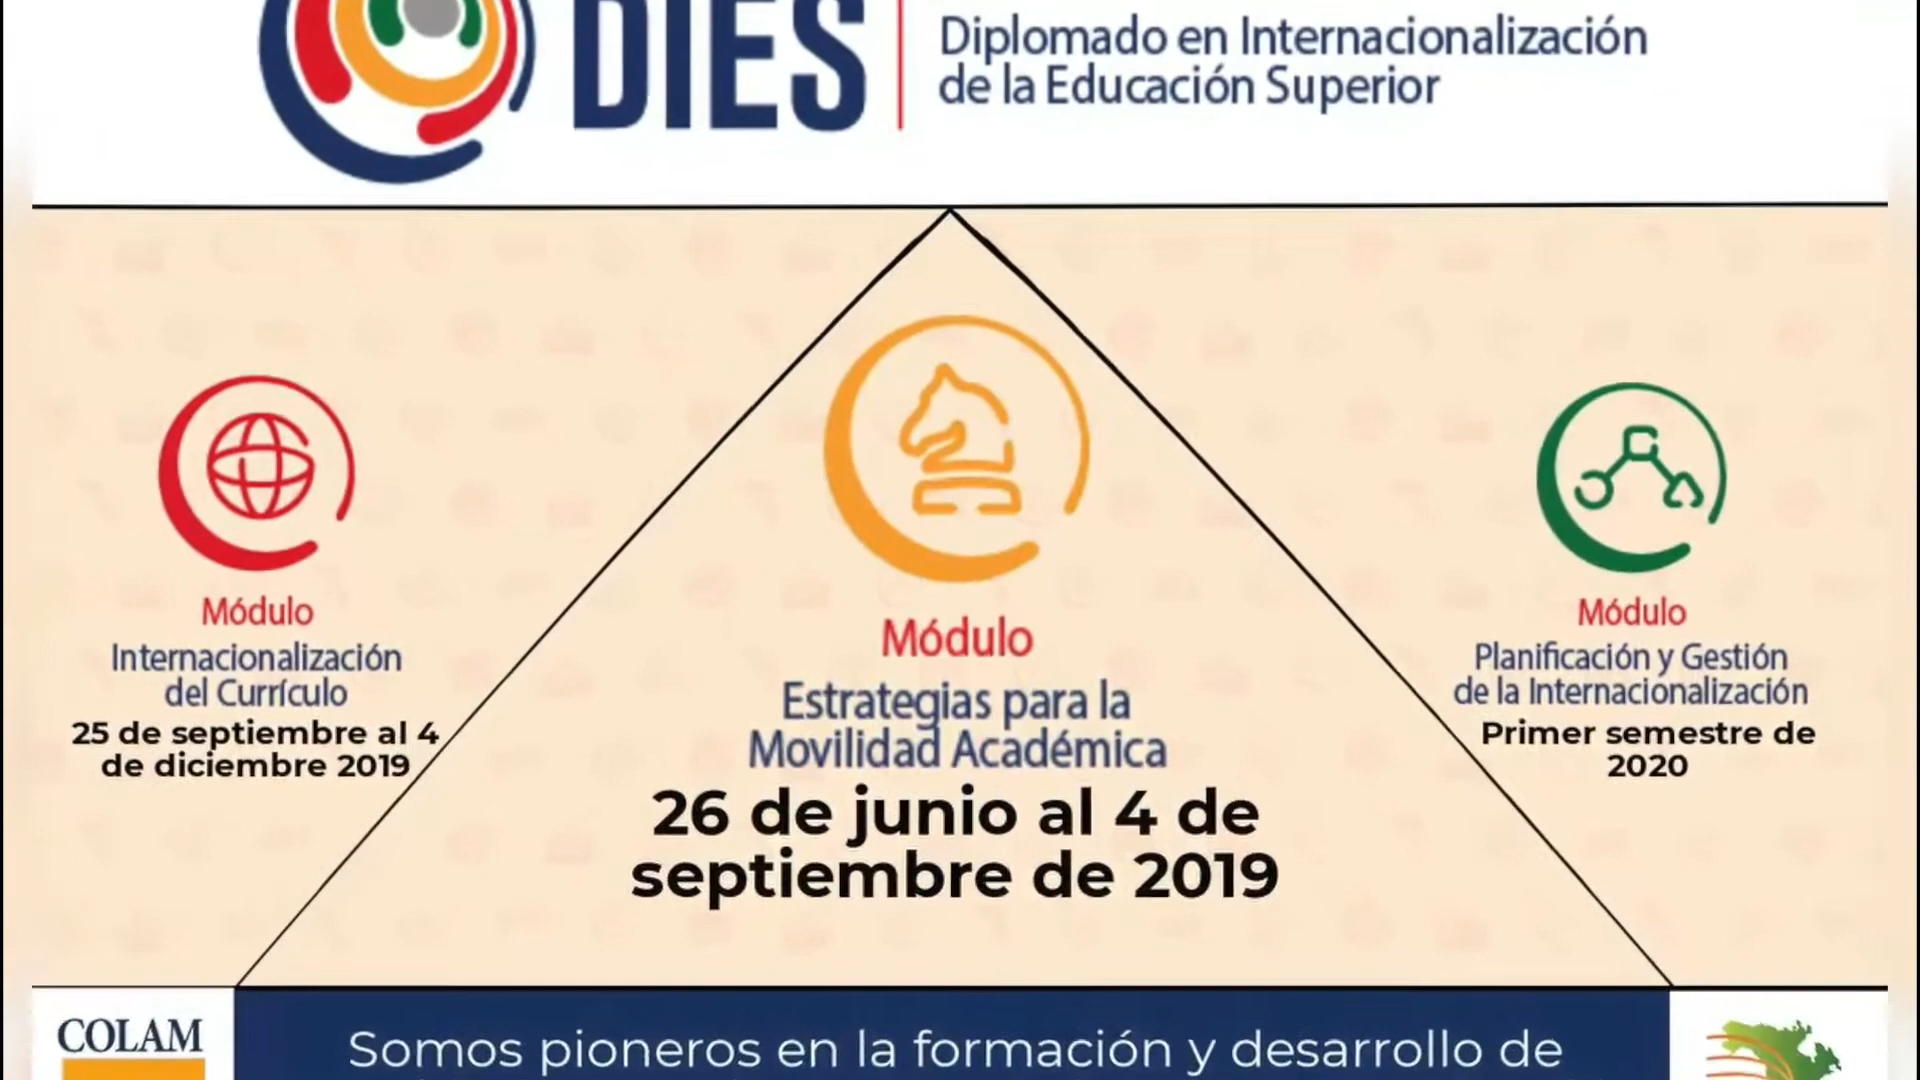 DIES
Diplomado en Internacionalización
de la Educación Superior
Módulo
Internacionalización
del Currículo
25 de septiembre al 4
de diciembre 2019
Módulo
Estrategias para la
Movilidad Académica
26 de junio al 4 de
septiembre de 2019
Módulo
Planificación y Gestión
de la Internacionalización
Primer semestre de
2020
COLAM
Somos pioneros en la formación y desarrollo de